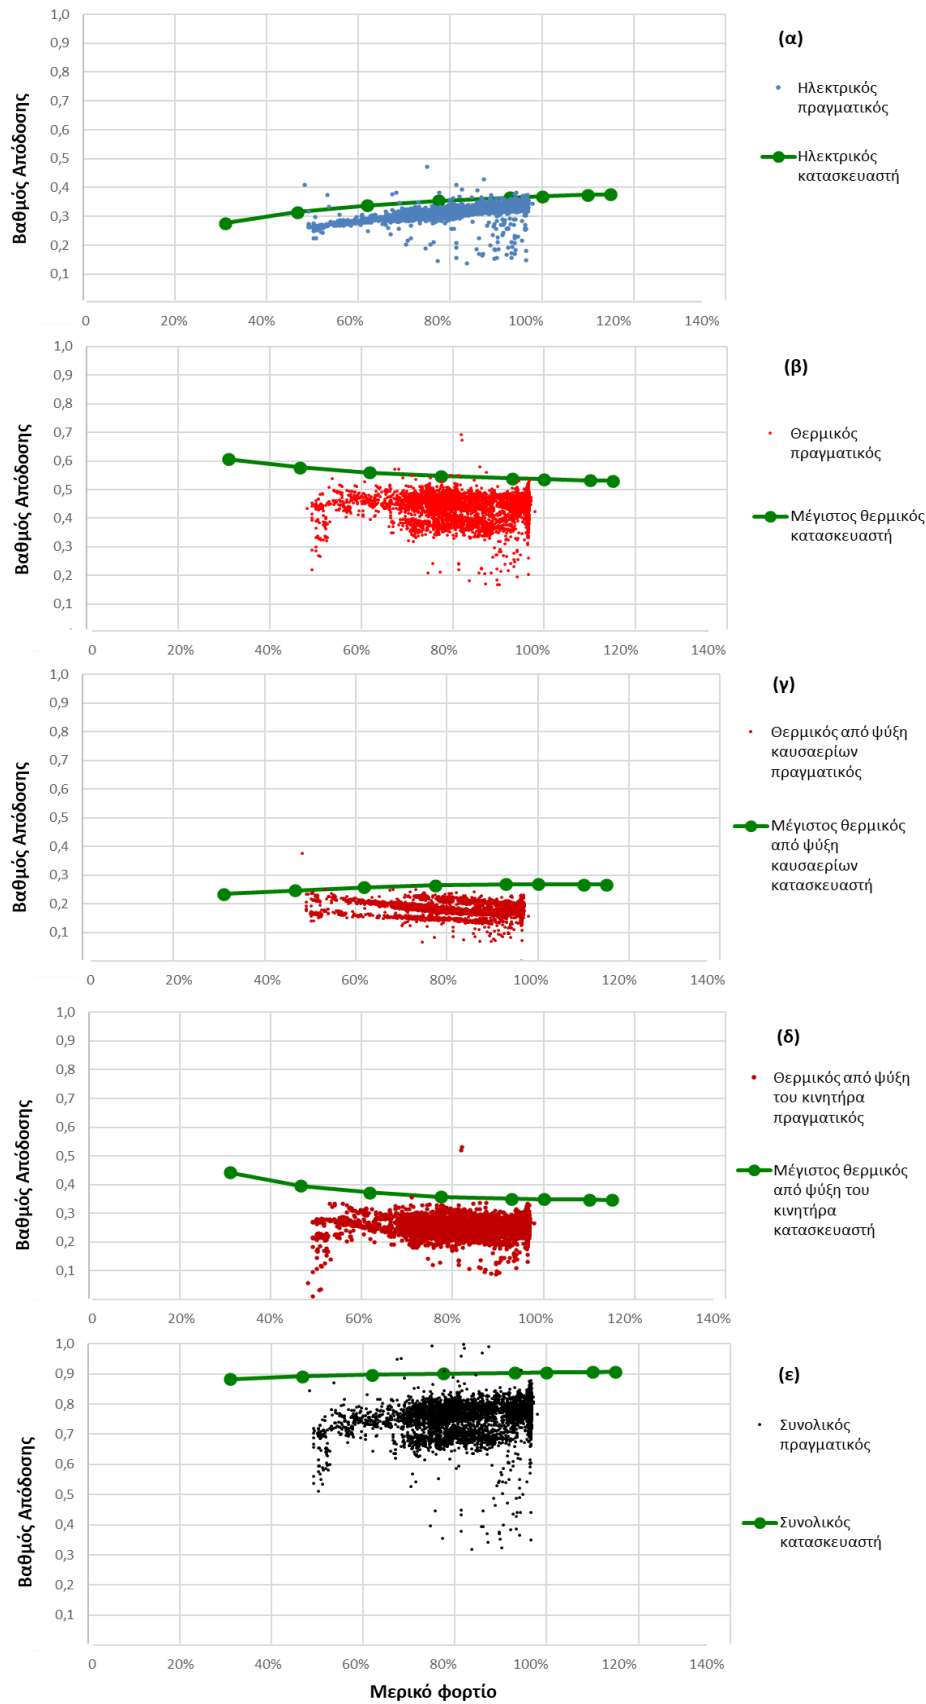 1,0
0,9
0,8
0,7
0,6
0,5
0,4
0,3
0,2
0,1
Βαθμός Απόδοσης
0 20% 40% 60% 80% 100% 120% 140%
(α)
Ηλεκτρικός
πραγματικός
Ηλεκτρικός
κατασκευαστή
1,0
0,9
0,8
0,7
0,6
0,5
0,4
0,3
0,2
0,1
Βαθμός Απόδοσης
0 20% 40% 60% 80% 100% 120% 140%
(β)
Θερμικός
πραγματικός
Μέγιστος θερμικός
κατασκευαστή
1,0
0,9
0,8
0,7
0,6
0,5
0,4
0,3
0,2
0,1
Βαθμός Απόδοσης
0 20% 40% 60% 80% 100% 120% 140%
(γ)
Θερμικός από ψύξη
καυσαερίων
πραγματικός
Μέγιστος θερμικός
από ψύξη
καυσαερίων
κατασκευαστή
1,0
0,9
0,8
0,7
0,6
0,5
0,4
0,3
0,2
0,1
Βαθμός Απόδοσης
0 20% 40% 60% 80% 100% 120% 140%
(δ)
Θερμικός από ψύξη
του κινητήρα
πραγματικός
Μέγιστος θερμικός
από ψύξη του
κινητήρα
κατασκευαστή
1,0
0,9
0,8
0,7
0,6
0,5
0,4
0,3
0,2
0,1
Βαθμός Απόδοσης
0 20% 40% 60% 80% 100% 120% 140%
Μερικό φορτίο
(ε)
Συνολικός
πραγματικός
Συνολικός
κατασκευαστή